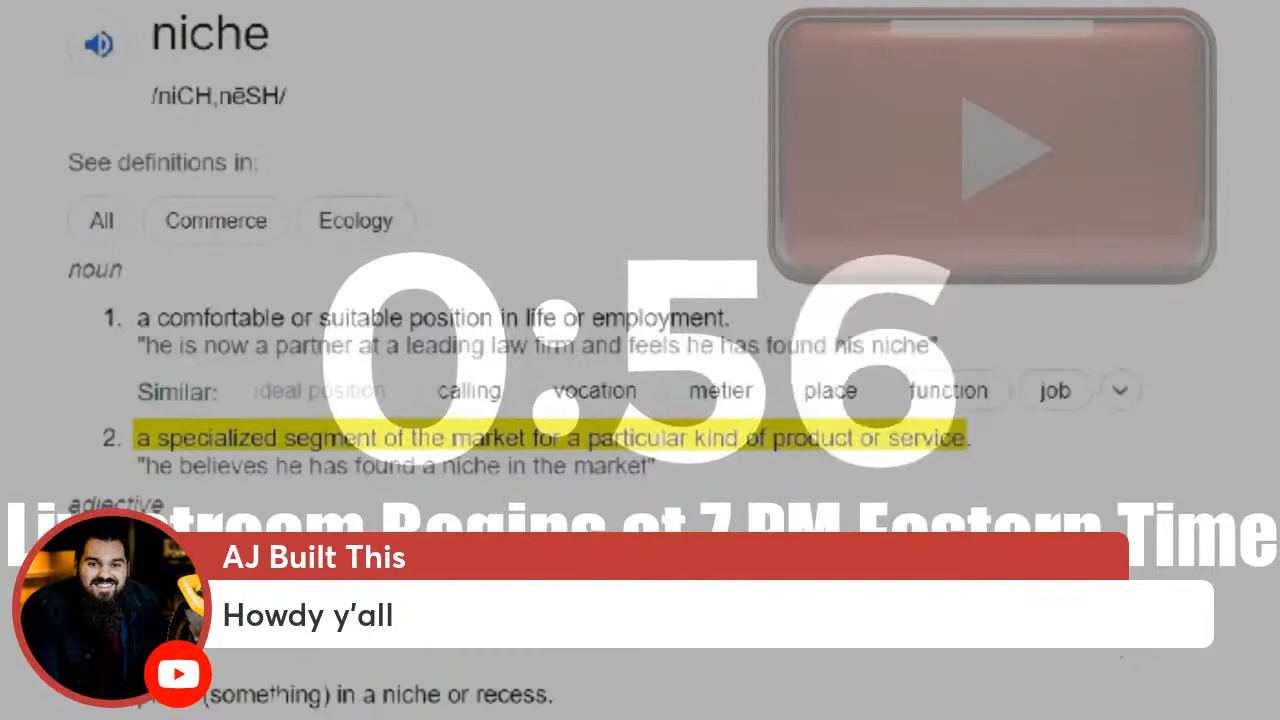 niche
/niCH,nēSH/
See definitions in:
All Commerce Ecology
noun
0:56
1. a comfortable or suitable position in life or employment.
"he is now a partner at a leading law firm and feels he has found his niche"
Similar: ideal position calling vocation metier place function job
2. a specialized segment of the market for a particular kind of product or service.
"he believes he has found a niche in the market"
adjective
Livestream Begins at 7 PM Eastern Time
AJ Built This
Howdy y'all
(something) in a niche or recess.